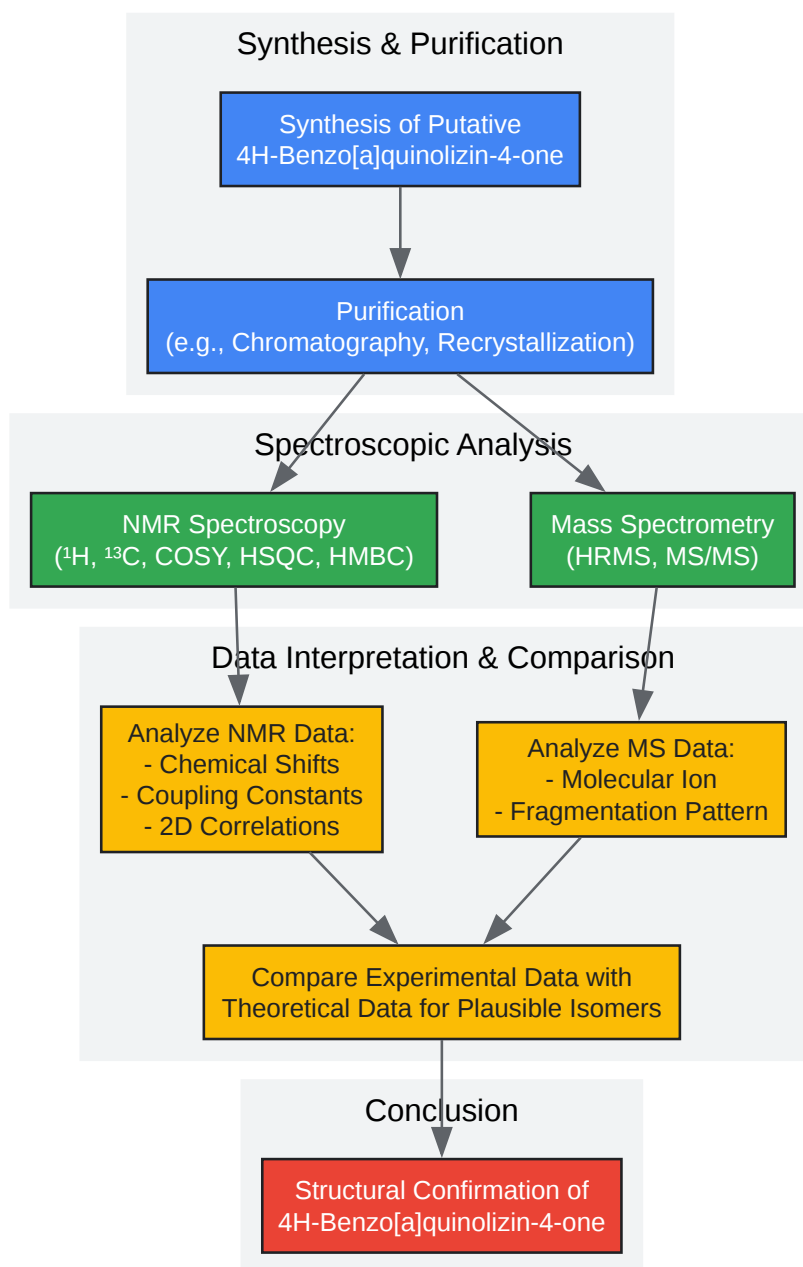 Synthesis & Purification
Synthesis of Putative
4H-Benzo[a]quinolizin-4-one
Purification
(e.g., Chromatography, Recrystallization)
Spectroscopic Analysis
NMR Spectroscopy
(¹H, ¹³C, COSY, HSQC, HMBC)
Mass Spectrometry
(HRMS, MS/MS)
Data Interpretation & Comparison
Analyze NMR Data:
- Chemical Shifts
- Coupling Constants
- 2D Correlations
Analyze MS Data:
- Molecular Ion
- Fragmentation Pattern
Compare Experimental Data with
Theoretical Data for Plausible Isomers
Conclusion
Structural Confirmation of
4H-Benzo[a]quinolizin-4-one